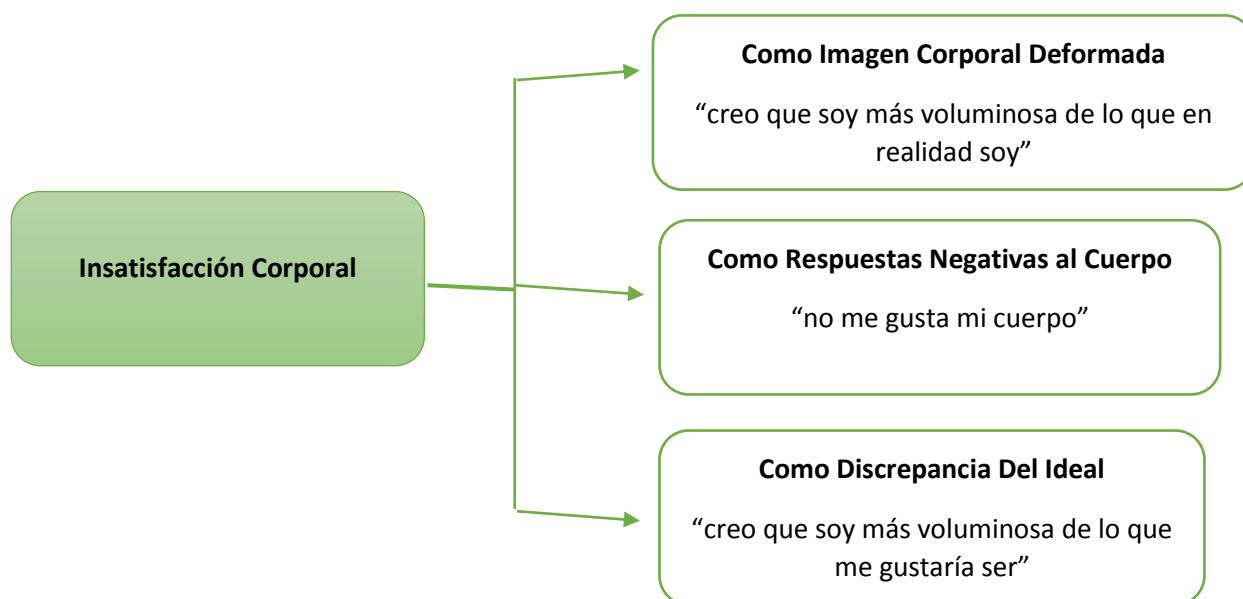 Insatisfacción Corporal
Como Imagen Corporal Deformada
“creo que soy más voluminosa de lo que en
realidad soy”
Como Respuestas Negativas al Cuerpo
“no me gusta mi cuerpo”
Como Discrepancia Del Ideal
“creo que soy más voluminosa de lo que
me gustaría ser”